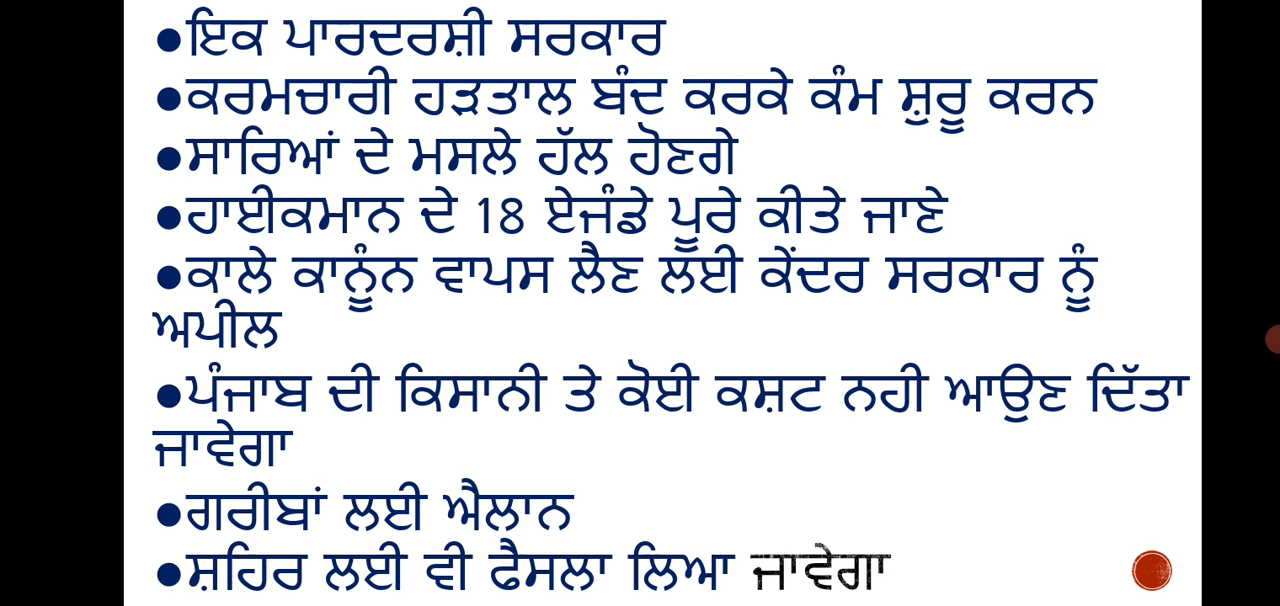 ●ਇਕ ਪਾਰਦਰਸ਼ੀ ਸਰਕਾਰ
●ਕਰਮਚਾਰੀ ਹੜਤਾਲ ਬੰਦ ਕਰਕੇ ਕੰਮ ਸ਼ੁਰੂ ਕਰਨ
●ਸਾਰਿਆਂ ਦੇ ਮਸਲੇ ਹੱਲ ਹੋਣਗੇ
●ਹਾਈਕਮਾਨ ਦੇ 18 ਏਜੰਡੇ ਪੂਰੇ ਕੀਤੇ ਜਾਣੇ
●ਕਾਲੇ ਕਾਨੂੰਨ ਵਾਪਸ ਲੈਣ ਲਈ ਕੇਂਦਰ ਸਰਕਾਰ ਨੂੰ
ਅਪੀਲ
●ਪੰਜਾਬ ਦੀ ਕਿਸਾਨੀ ਤੇ ਕੋਈ ਕਸ਼ਟ ਨਹੀ ਆਉਣ ਦਿੱਤਾ
ਜਾਵੇਗਾ
●ਗਰੀਬਾਂ ਲਈ ਐਲਾਨ
●ਸ਼ਹਿਰ ਲਈ ਵੀ ਫੈਸਲਾ ਲਿਆ ਜਾਵੇਗਾ